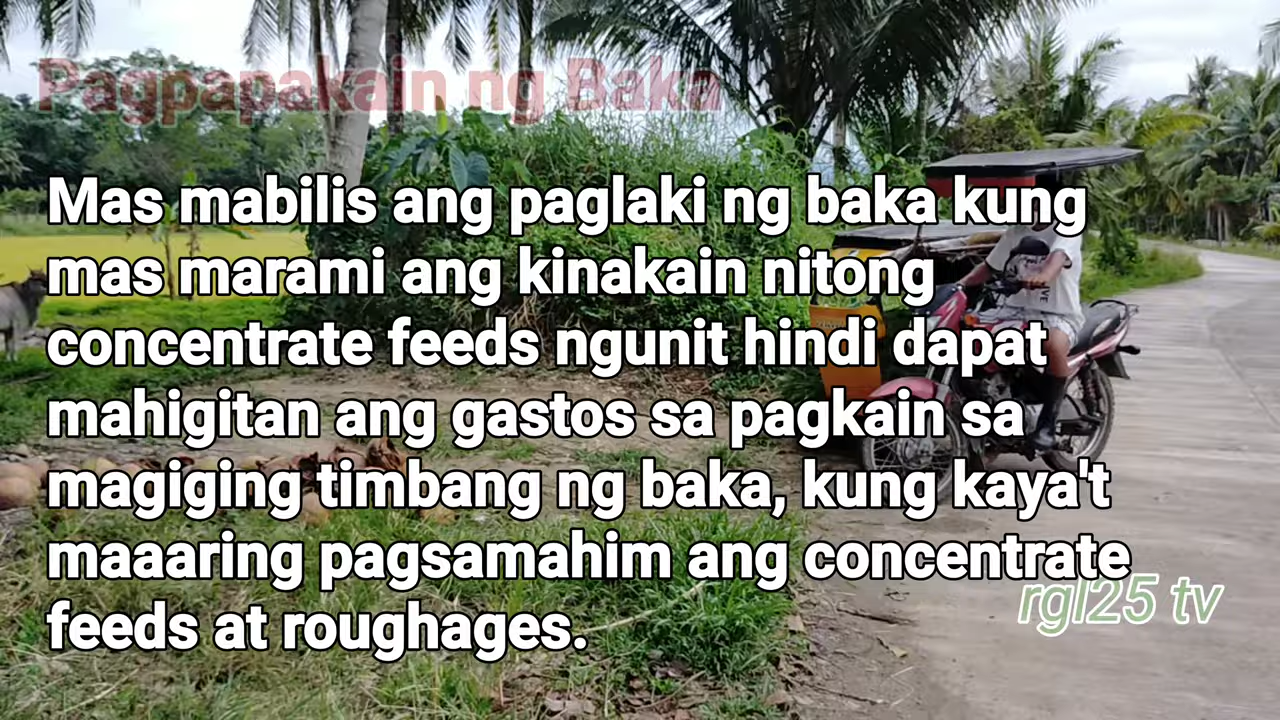 Pagpapakain ng Baka
Mas mabilis ang paglaki ng baka kung
mas marami ang kinakain nitong
concentrate feeds ngunit hindi dapat
mahigitan ang gastos sa pagkain sa
magiging timbang ng baka, kung kaya't
maaaring pagsamahim ang concentrate
feeds at roughages.
rgl25 tv